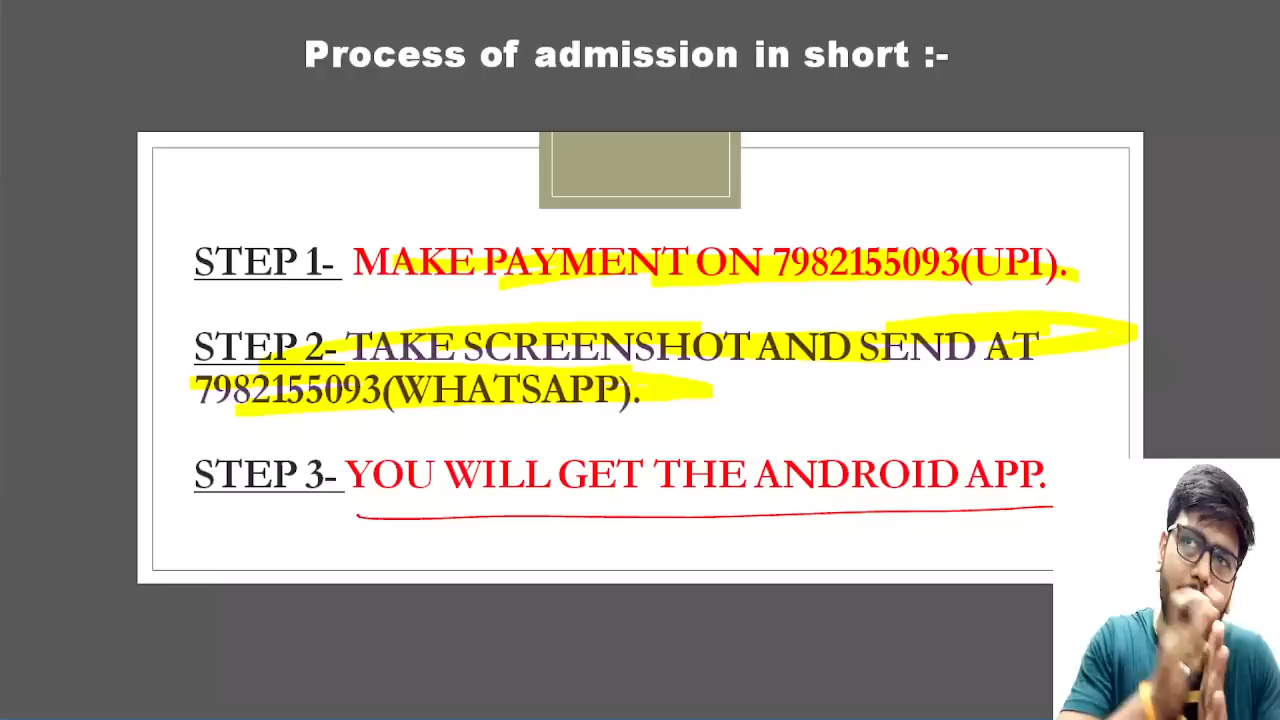 Process of admission in short :-
STEP 1- MAKE PAYMENT ON 7982155093(UPI).
STEP 2- TAKE SCREENSHOT AND SEND AT
7982155093(WHATSAPP).
STEP 3- YOU WILL GET THE ANDROID APP.